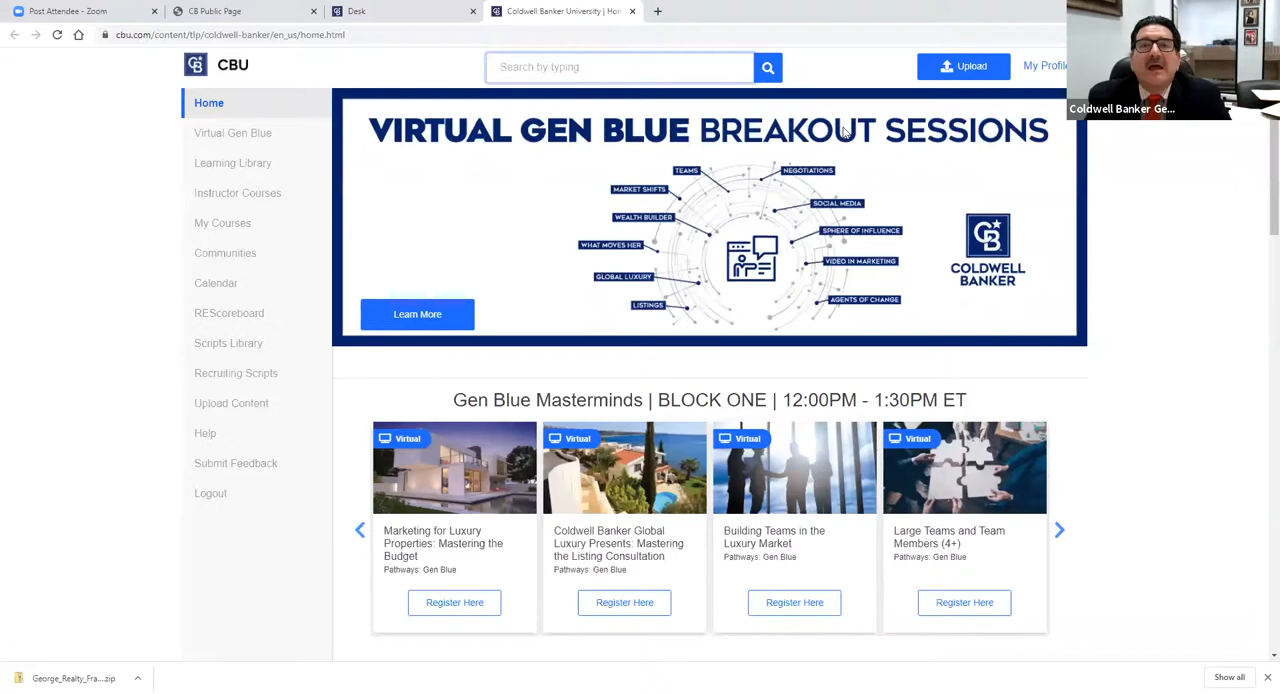 Post Attendee - Zoom
CB Public Page
Desk
Coldwell Banker University | Hom
cbu.com/content/tlp/coldwell-banker/en_us/home.html
CB
CBU
Search by typing
Upload
My Profile
Coldwell Banker Ge...
Home
Virtual Gen Blue
Learning Library
Instructor Courses
My Courses
Communities
Calendar
REScoreboard
Scripts Library
Recruiting Scripts
Upload Content
Help
Submit Feedback
Logout
VIRTUAL GEN BLUE BREAKOUT SESSIONS
TEAMS
NEGOTIATIONS
MARKET SHIFTS
SOCIAL MEDIA
WEALTH BUILDER
SPHERE OF INFLUENCE
WHAT MOVES HER
VIDEO IN MARKETING
GLOBAL LUXURY
AGENTS OF CHANGE
LISTINGS
CB
COLDWELL
BANKER
Learn More
Gen Blue Masterminds | BLOCK ONE | 12:00PM - 1:30PM ET
Virtual
Marketing for Luxury
Properties: Mastering the
Budget
Pathways: Gen Blue
Register Here
Virtual
Coldwell Banker Global
Luxury Presents: Mastering
the Listing Consultation
Pathways: Gen Blue
Register Here
Virtual
Building Teams in the
Luxury Market
Pathways: Gen Blue
Register Here
Virtual
Large Teams and Team
Members (4+)
Pathways: Gen Blue
Register Here
George_Realty_Fra....zip
Show all